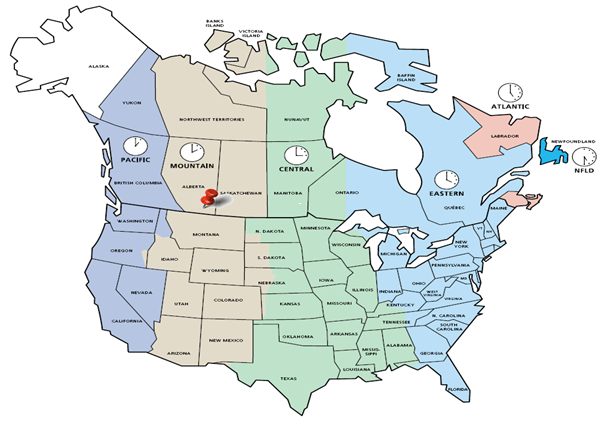 BANKS
ISLAND
VICTORIA
ISLAND
ALASKA
BAFFIN
ISLAND
YUKON
NORTHWEST TERRITORIES
NUNAVUT
ATLANTIC
LABRADOR
NEWFOUNDLAND
NFLD
PACIFIC
MOUNTAIN
CENTRAL
EASTERN
BRITISH COLUMBIA
ALBERTA
SASKATCHEWAN
MANITOBA
ONTARIO
QUÉBEC
MAINE
WASHINGTON
MONTANA
N. DAKOTA
MINNESOTA
VT
NH
OREGON
IDAHO
S. DAKOTA
WISCONSIN
MICHIGAN
NEW
YORK
WYOMING
NEBRASKA
IOWA
PENNSYLVANIA
NEVADA
UTAH
COLORADO
KANSAS
MISSOURI
ILLINOIS
INDIANA
OHIO
WEST
VIRGINIA
VIRGINIA
KENTUCKY
CALIFORNIA
ARIZONA
NEW MEXICO
OKLAHOMA
ARKANSAS
TENNESSEE
N. CAROLINA
SOUTH
CAROLINA
MISSIS-
SIPPI
ALABAMA
GEORGIA
TEXAS
LOUISIANA
FLORIDA